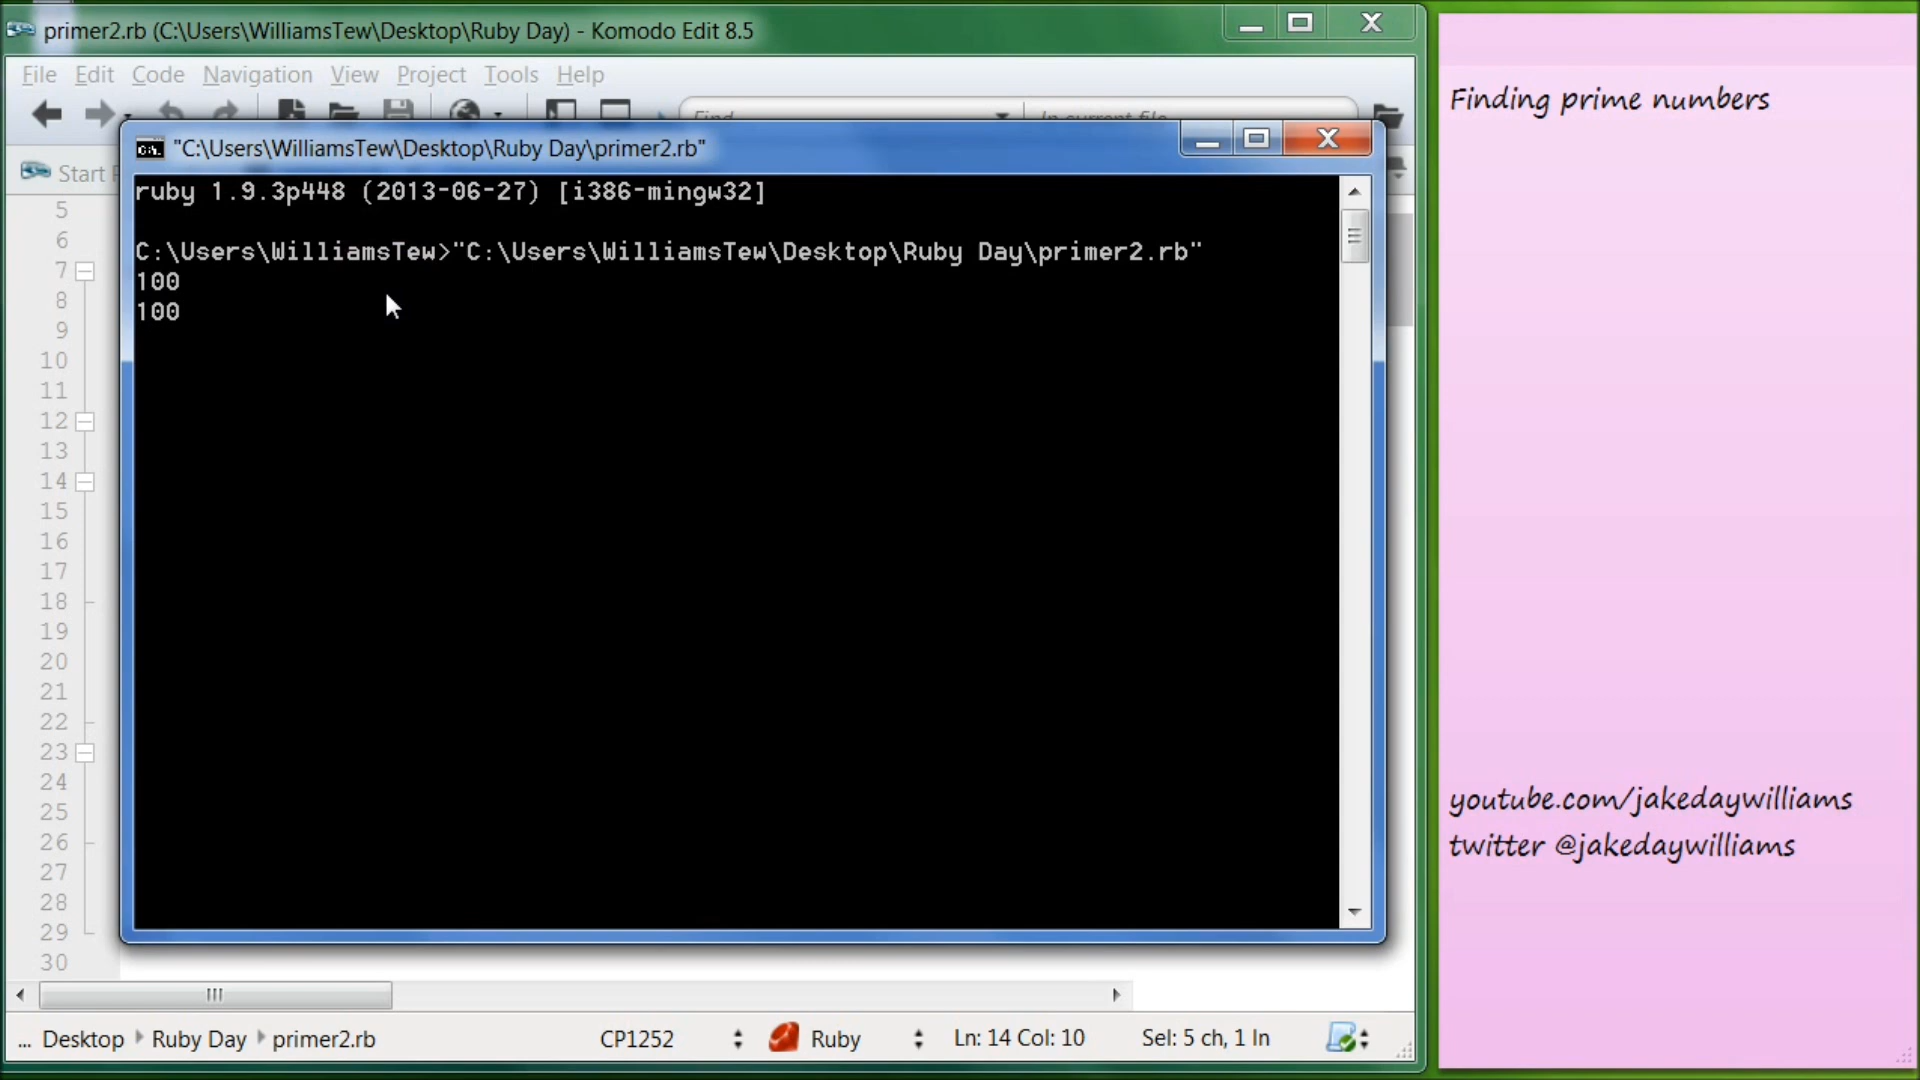 primer2.rb (C:\Users\WilliamsTew\Desktop\Ruby Day) - Komodo Edit 8.5
File Edit Code Navigation View Project Tools Help
Find
In current file
"C:\Users\WilliamsTew\Desktop\Ruby Day\primer2.rb"
Start
ruby 1.9.3p448 (2013-06-27) [i386-mingw32]
C:\Users\WilliamsTew>"C:\Users\WilliamsTew\Desktop\Ruby Day\primer2.rb"
100
100
5
6
7
8
9
10
11
12
13
14
15
16
17
18
19
20
21
22
23
24
25
26
27
28
29
30
... Desktop Ruby Day primer2.rb CP1252 Ruby Ln: 14 Col: 10 Sel: 5 ch, 1 ln
Finding prime numbers
youtube.com/jakedaywilliams
twitter @jakedaywilliams